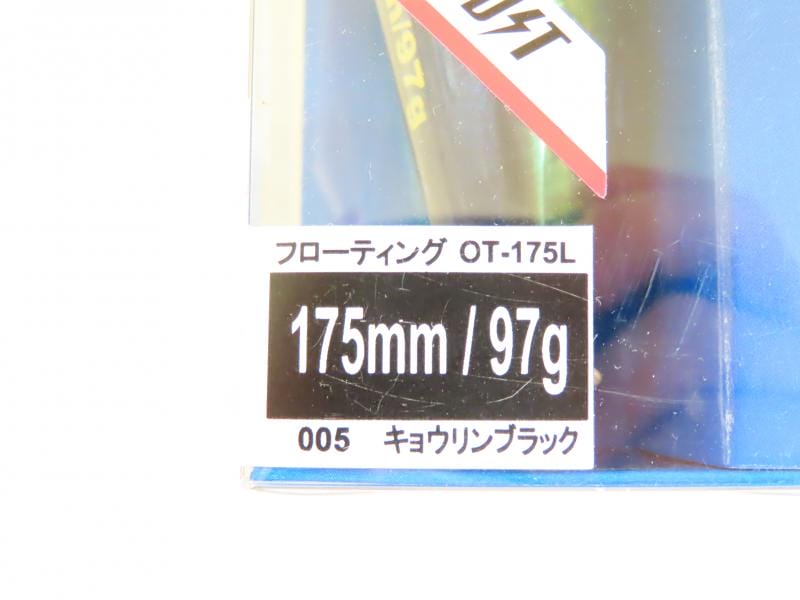 フローティング OT-175L
175mm / 97g
005 キョウリンブラック